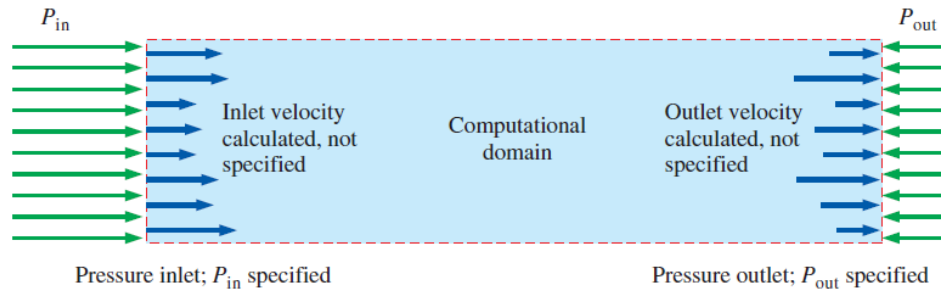 P_in
P_out
Inlet velocity
calculated, not
specified
Computational
domain
Outlet velocity
calculated, not
specified
Pressure inlet; P_in specified
Pressure outlet; P_out specified